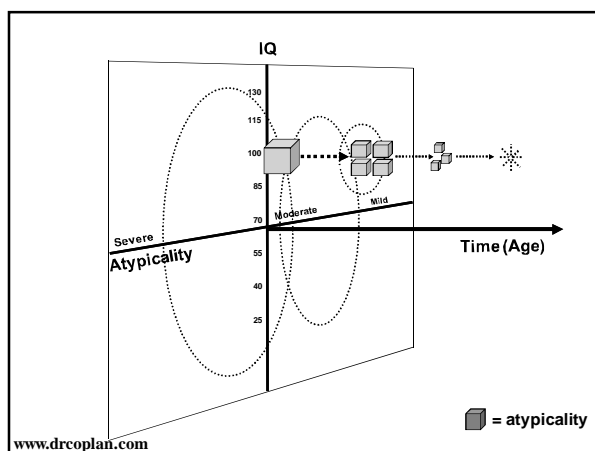 IQ
130
115
100
85
70
55
40
25
Severe
Moderate
Mild
Atypicality
Time (Age)
= atypicality
www.drcoplan.com